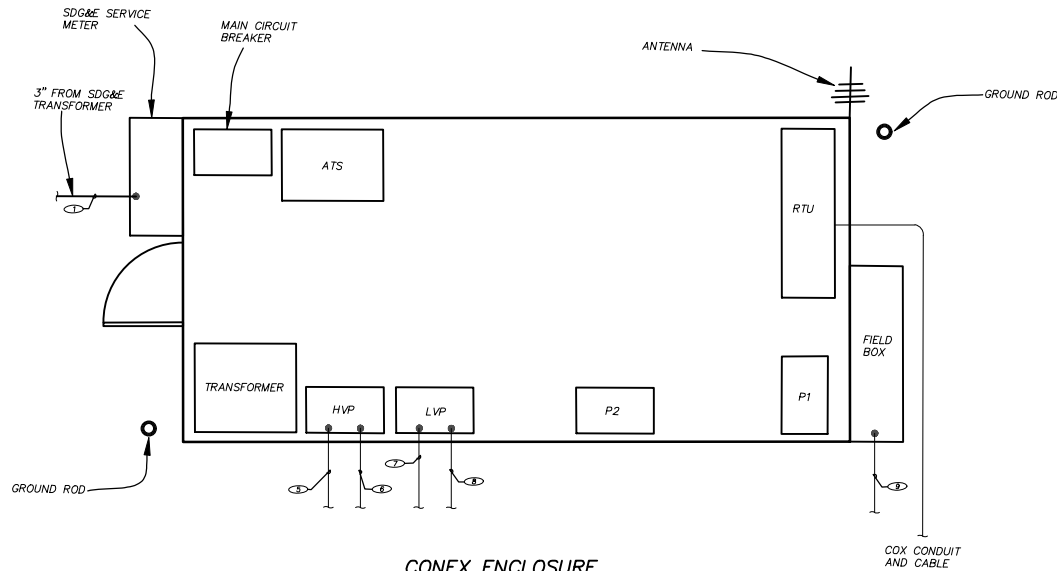 SDG&E SERVICE
METER
MAIN CIRCUIT
BREAKER
ANTENNA
3" FROM SDG&E
TRANSFORMER
GROUND ROD
ATS
RTU
1
FIELD
BOX
TRANSFORMER
HVP
LVP
P2
P1
GROUND ROD
5
6
7
8
9
COX CONDUIT
AND CABLE
CONEX ENCLOSURE